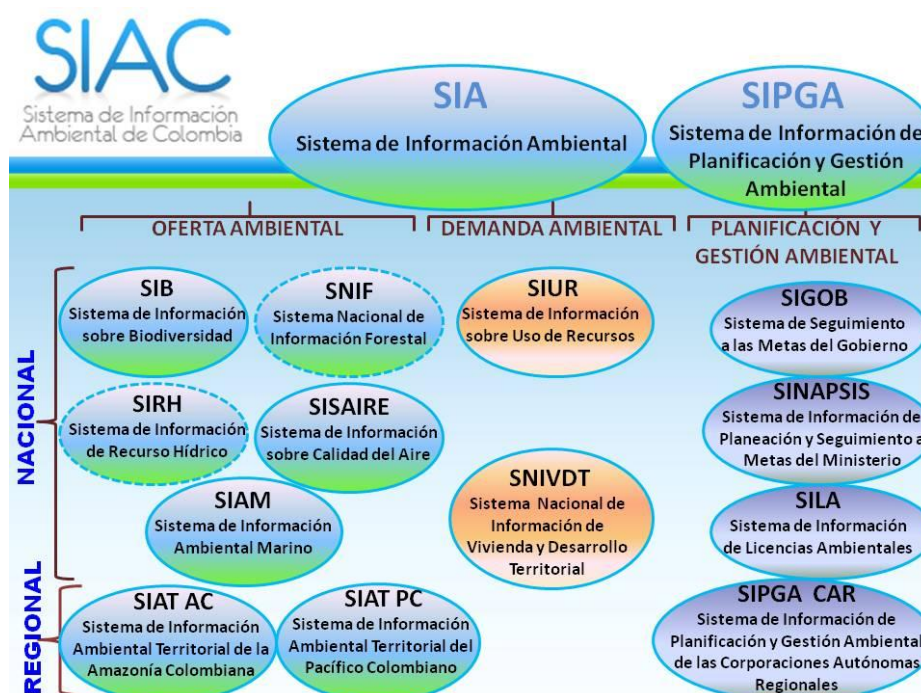 SIAC
Sistema de Información
Ambiental de Colombia
SIA
Sistema de Información Ambiental
SIPGA
Sistema de Información de
Planificación y Gestión
Ambiental
OFERTA AMBIENTAL
DEMANDA AMBIENTAL
PLANIFICACIÓN Y
GESTIÓN AMBIENTAL
NACIONAL
SIB
Sistema de Información
sobre Biodiversidad
SNIF
Sistema Nacional de
Información Forestal
SIUR
Sistema de Información
sobre Uso de Recursos
SIGOB
Sistema de Seguimiento
a las Metas del Gobierno
SIRH
Sistema de Información
de Recurso Hídrico
SISAIRE
Sistema de Información
sobre Calidad del Aire
SINAPSIS
Sistema de Información de
Planeación y Seguimiento a
Metas del Ministerio
SIAM
Sistema de Información
Ambiental Marino
SNIVDT
Sistema Nacional de
Información de
Vivienda y Desarrollo
Territorial
SILA
Sistema de Información
de Licencias Ambientales
REGIONAL
SIAT AC
Sistema de Información
Ambiental Territorial de la
Amazonía Colombiana
SIAT PC
Sistema de Información
Ambiental Territorial del
Pacífico Colombiano
SIPGA CAR
Sistema de Información de
Planificación y Gestión Ambiental
de las Corporaciones Autónomas
Regionales